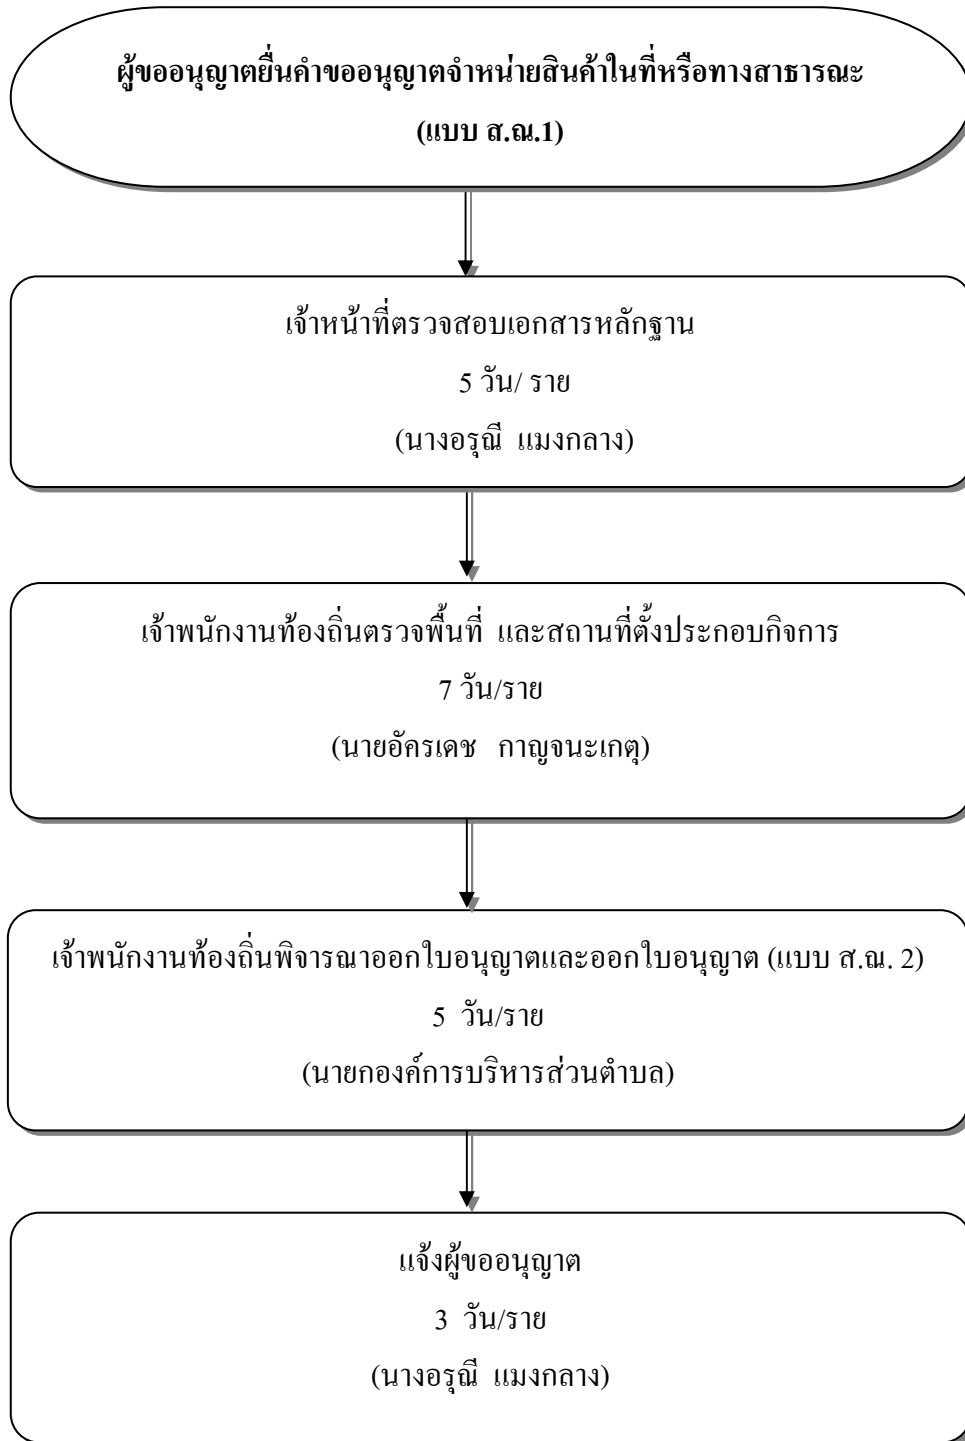 ผู้ขออนุญาตยื่นคำขออนุญาตจำหน่ายสินค้าในที่หรือทางสาธารณะ
(แบบ ส.ณ.1)
เจ้าหน้าที่ตรวจสอบเอกสารหลักฐาน
5 วัน/ ราย
(นางอรุณี แมงกลาง)
เจ้าพนักงานท้องถิ่นตรวจพื้นที่ และสถานที่ตั้งประกอบกิจการ
7 วัน/ราย
(นายอัครเดช กาญจนะเกตุ)
เจ้าพนักงานท้องถิ่นพิจารณาออกใบอนุญาตและออกใบอนุญาต (แบบ ส.ณ. 2)
5 วัน/ราย
(นายกองค์การบริหารส่วนตำบล)
แจ้งผู้ขออนุญาต
3 วัน/ราย
(นางอรุณี แมงกลาง)